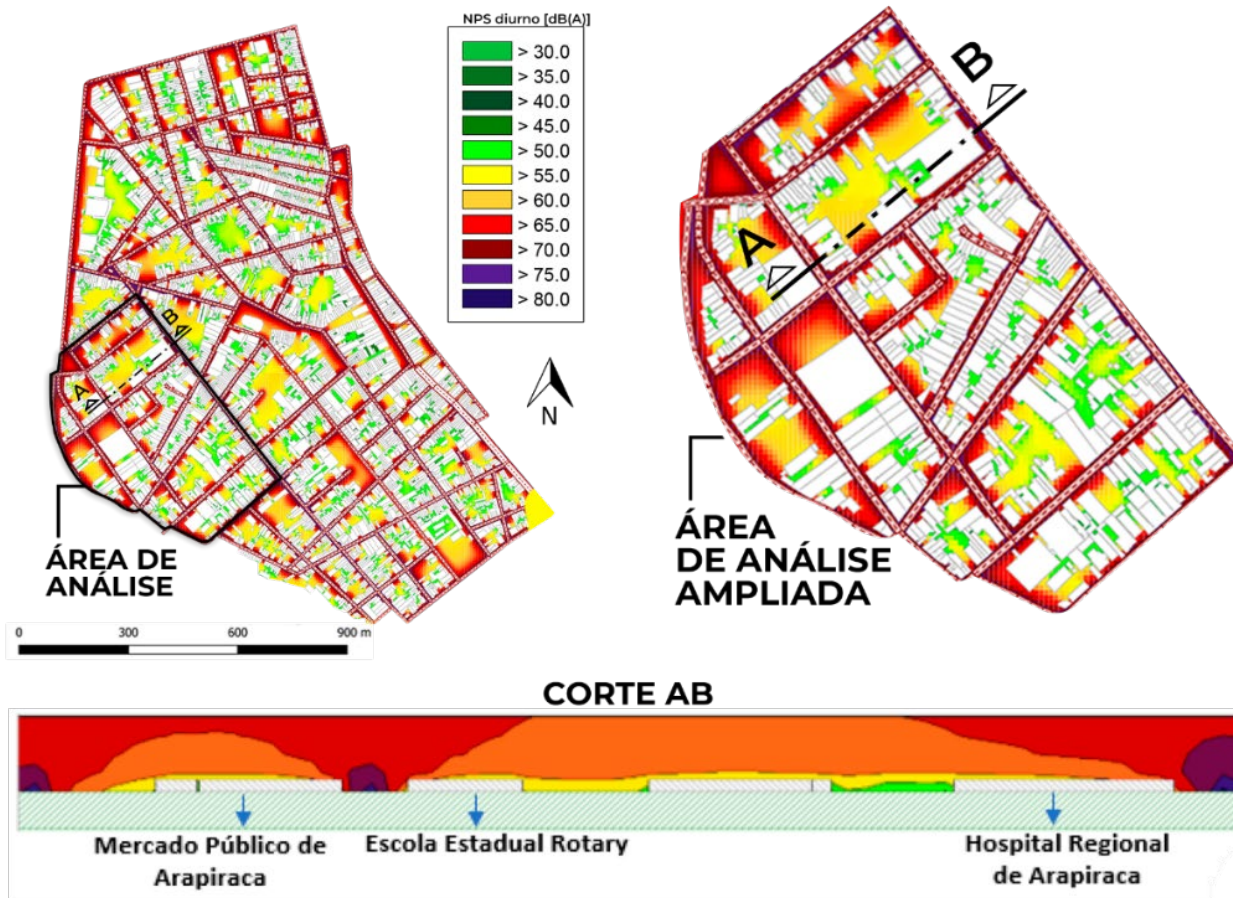 NPS diurno [dB(A)]
> 30.0
> 35.0
> 40.0
> 45.0
> 50.0
> 55.0
> 60.0
> 65.0
> 70.0
> 75.0
> 80.0
B
A
N
ÁREA DE
ANÁLISE
0 300 600 900 m
B
A
ÁREA
DE ANÁLISE
AMPLIADA
CORTE AB
Mercado Público de
Arapiraca
Escola Estadual Rotary
Hospital Regional
de Arapiraca